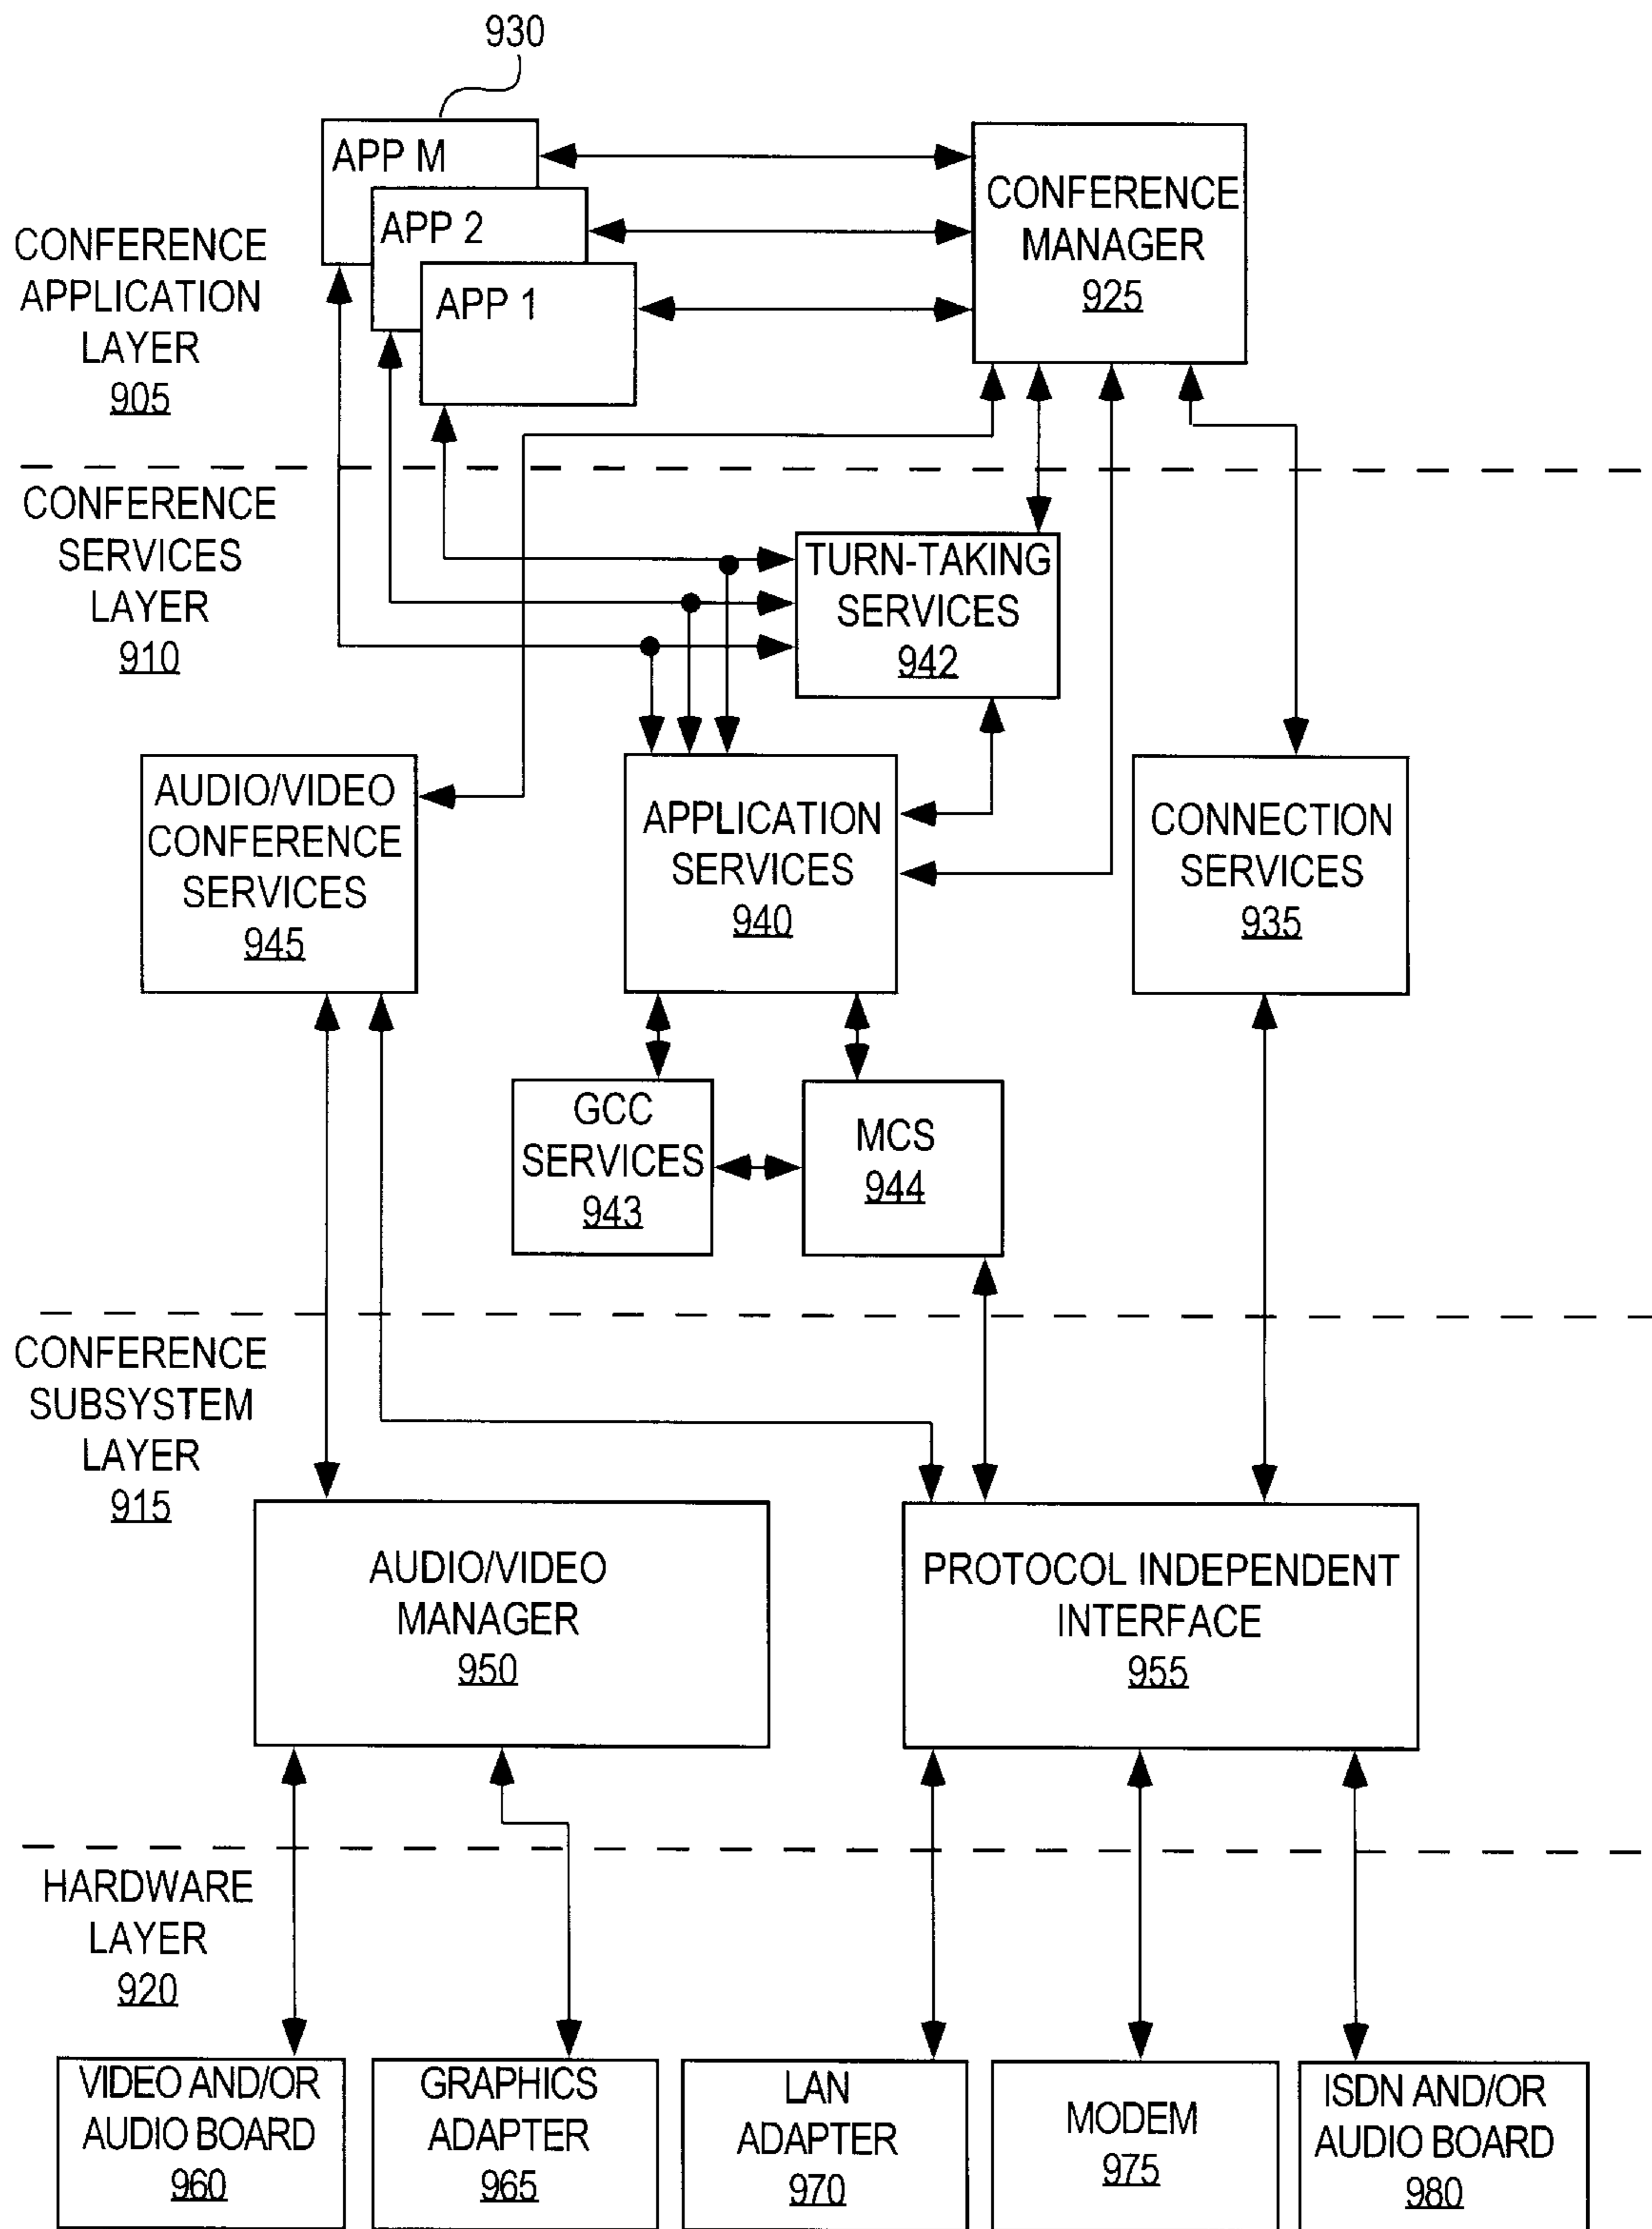 930
APP M
APP 2
APP 1
CONFERENCE
MANAGER
925
CONFERENCE
APPLICATION
LAYER
905
CONFERENCE
SERVICES
LAYER
910
TURN-TAKING
SERVICES
942
AUDIO/VIDEO
CONFERENCE
SERVICES
945
APPLICATION
SERVICES
940
CONNECTION
SERVICES
935
GCC
SERVICES
943
MCS
944
CONFERENCE
SUBSYSTEM
LAYER
915
AUDIO/VIDEO
MANAGER
950
PROTOCOL INDEPENDENT
INTERFACE
955
HARDWARE
LAYER
920
VIDEO AND/OR
AUDIO BOARD
960
GRAPHICS
ADAPTER
965
LAN
ADAPTER
970
MODEM
975
ISDN AND/OR
AUDIO BOARD
980